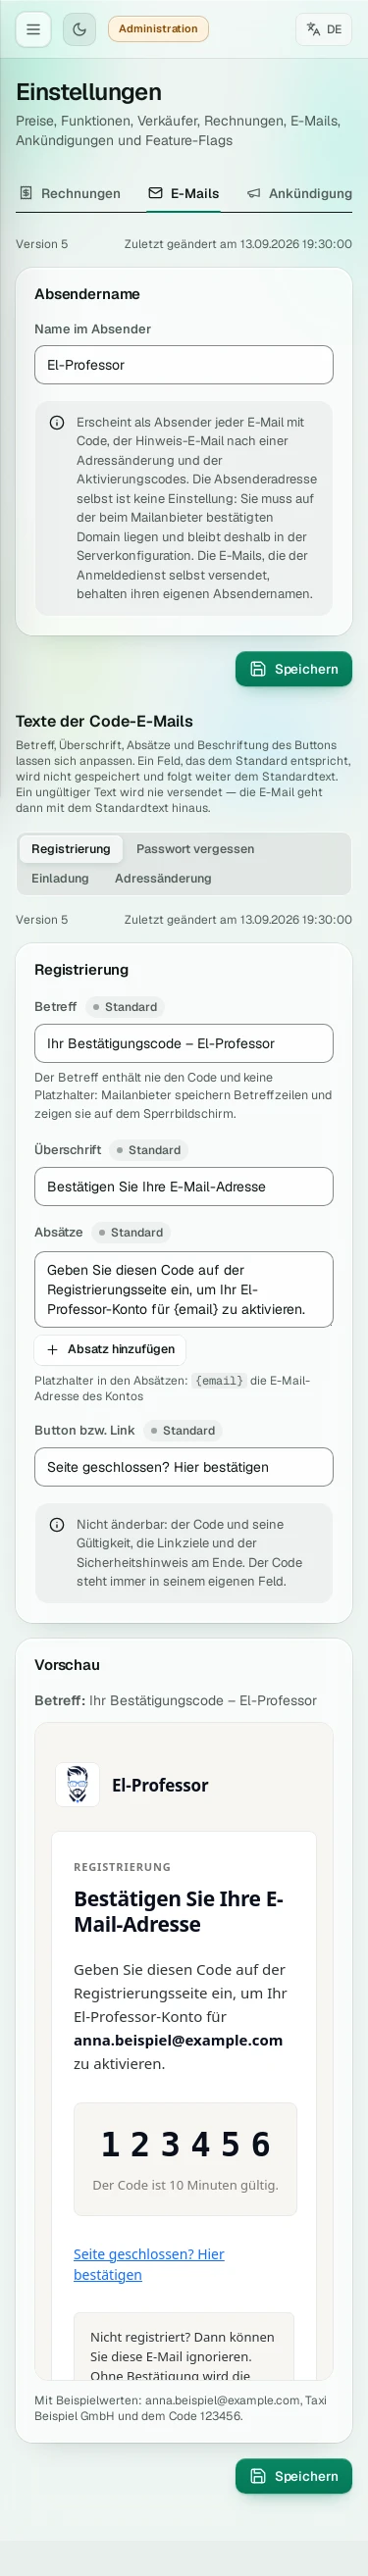 Administration
DE
Einstellungen
Preise, Funktionen, Verkäufer, Rechnungen, E-Mails,
Ankündigungen und Feature-Flags
Rechnungen
E-Mails
Ankündigung
Version 5
Zuletzt geändert am 13.09.2026 19:30:00
Absendername
Name im Absender
El-Professor
Erscheint als Absender jeder E-Mail mit
Code, der Hinweis-E-Mail nach einer
Adressänderung und der
Aktivierungscodes. Die Absenderadresse
selbst ist keine Einstellung: Sie muss auf
der beim Mailanbieter bestätigten
Domain liegen und bleibt deshalb in der
Serverkonfiguration. Die E-Mails, die der
Anmeldedienst selbst versendet,
behalten ihren eigenen Absendernamen.
Speichern
Texte der Code-E-Mails
Betreff, Überschrift, Absätze und Beschriftung des Buttons
lassen sich anpassen. Ein Feld, das dem Standard entspricht,
wird nicht gespeichert und folgt weiter dem Standardtext.
Ein ungültiger Text wird nie versendet — die E-Mail geht
dann mit dem Standardtext hinaus.
Registrierung
Passwort vergessen
Einladung
Adressänderung
Version 5
Zuletzt geändert am 13.09.2026 19:30:00
Registrierung
Betreff
Standard
Ihr Bestätigungscode – El-Professor
Der Betreff enthält nie den Code und keine
Platzhalter: Mailanbieter speichern Betreffzeilen und
zeigen sie auf dem Sperrbildschirm.
Überschrift
Standard
Bestätigen Sie Ihre E-Mail-Adresse
Absätze
Standard
Geben Sie diesen Code auf der
Registrierungsseite ein, um Ihr El-
Professor-Konto für {email} zu aktivieren.
Absatz hinzufügen
Platzhalter in den Absätzen: {email} die E-Mail-
Adresse des Kontos
Button bzw. Link
Standard
Seite geschlossen? Hier bestätigen
Nicht änderbar: der Code und seine
Gültigkeit, die Linkziele und der
Sicherheitshinweis am Ende. Der Code
steht immer in seinem eigenen Feld.
Vorschau
Betreff: Ihr Bestätigungscode – El-Professor
El-Professor
REGISTRIERUNG
Bestätigen Sie Ihre E-
Mail-Adresse
Geben Sie diesen Code auf der
Registrierungsseite ein, um Ihr
El-Professor-Konto für
anna.beispiel@example.com
zu aktivieren.
123456
Der Code ist 10 Minuten gültig.
Seite geschlossen? Hier
bestätigen
Nicht registriert? Dann können
Sie diese E-Mail ignorieren.
Ohne Bestätigung wird die
Mit Beispielwerten: anna.beispiel@example.com, Taxi
Beispiel GmbH und dem Code 123456.
Speichern